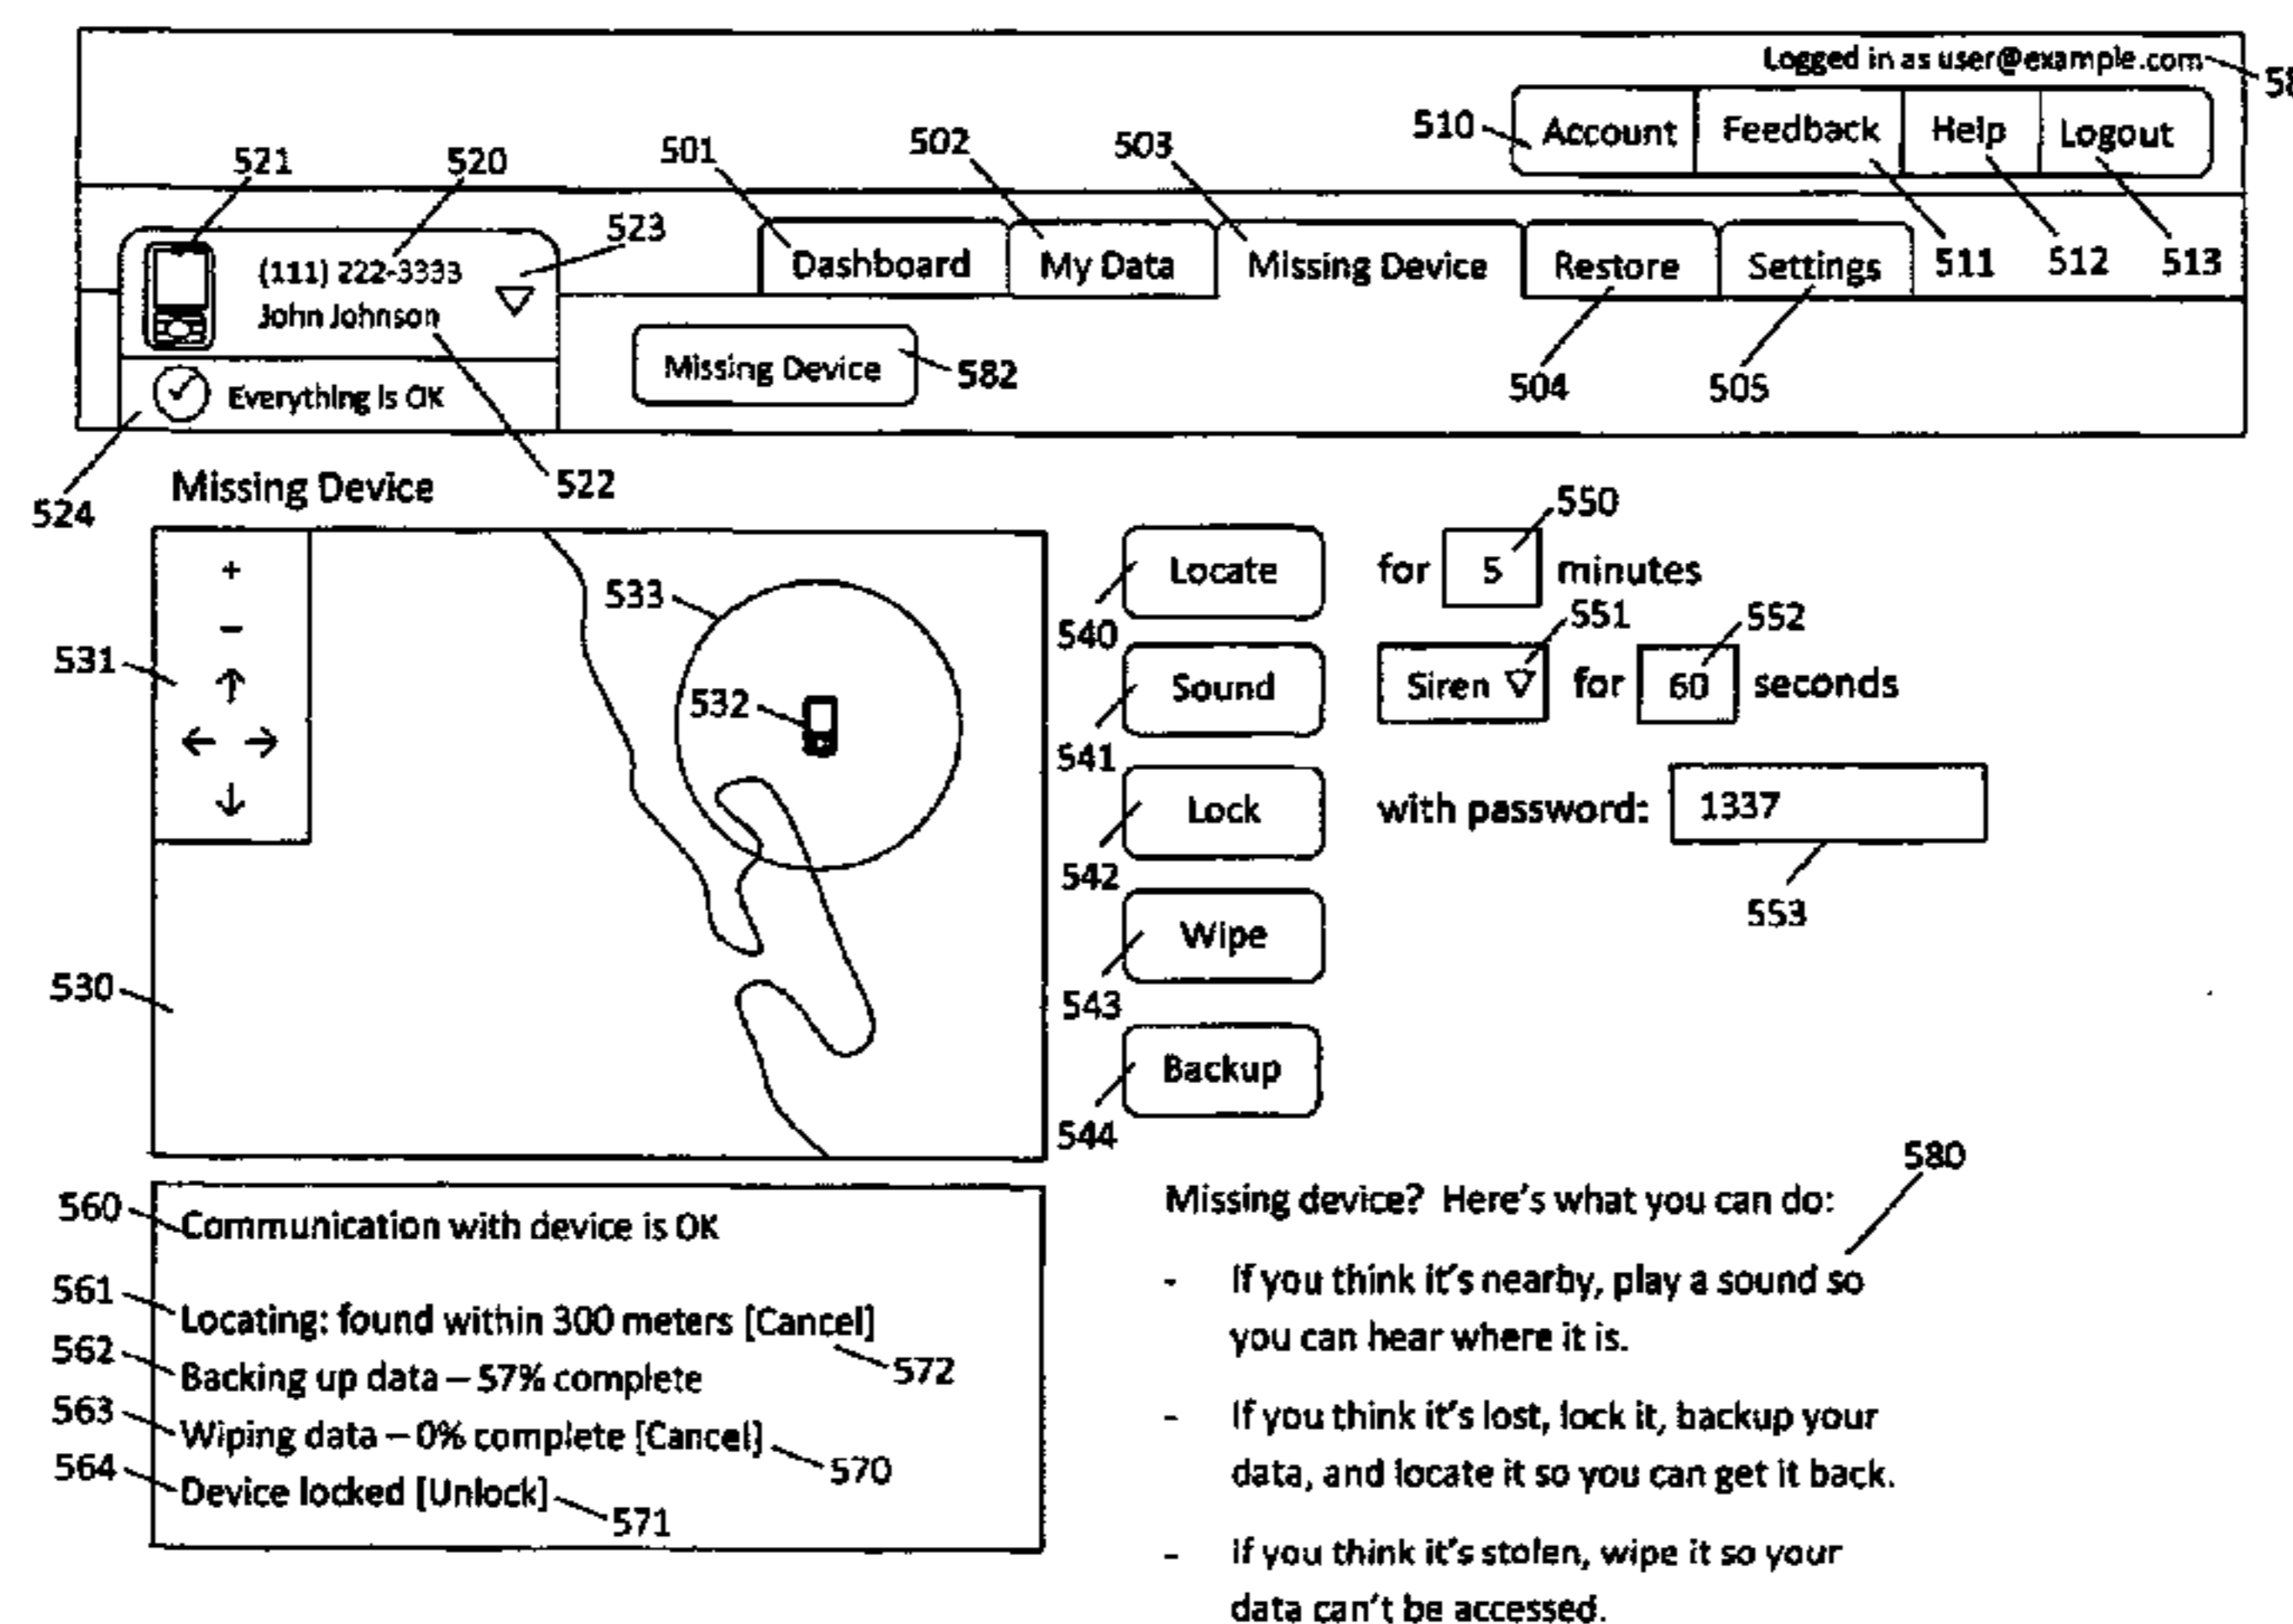 Logged in as user@example.com
510 Account Feedback Help Logout
521 520 501 502 503
523
(111) 222-3333
John Johnson
Dashboard My Data Missing Device Restore Settings 511 512 513
Missing Device 582 504 505
Everything is OK
524 Missing Device 522
550
+
-
↑
← →
↓
531
533
532
530
Locate for 5 minutes
540
551 552
Sound Siren ▽ for 60 seconds
541
Lock with password: 1337
542
553
Wipe
543
Backup
544
560 Communication with device is OK
561 Locating: found within 300 meters [Cancel] 572
562 Backing up data – 57% complete
563 Wiping data – 0% complete [Cancel] 570
564 Device locked [Unlock] 571
580
Missing device? Here's what you can do:
- If you think it's nearby, play a sound so
you can hear where it is.
- If you think it's lost, lock it, backup your
data, and locate it so you can get it back.
- If you think it's stolen, wipe it so your
data can't be accessed.